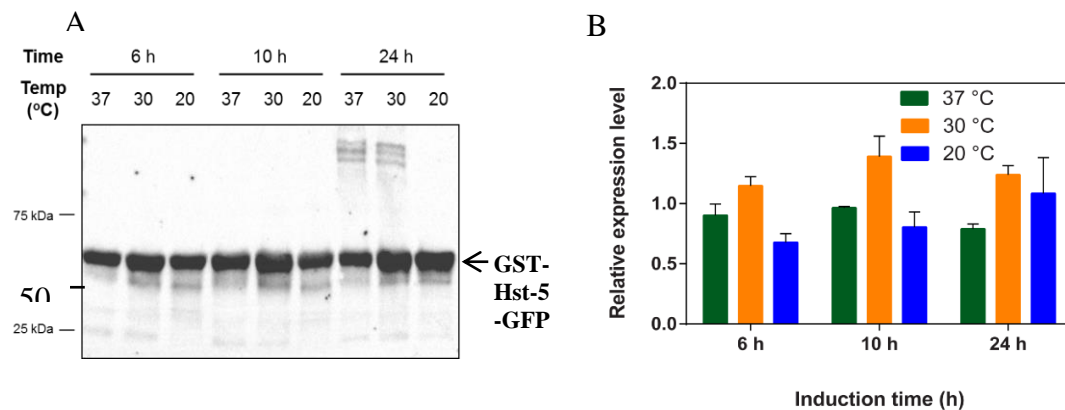 A
Time 6 h 10 h 24 h
Temp
(ºC) 37 30 20 37 30 20 37 30 20
75 kDa
50
25 kDa
GST-
Hst-5
-GFP
B
Relative expression level
2.0
1.5
1.0
0.5
0.0
37 °C
30 °C
20 °C
6 h 10 h 24 h
Induction time (h)